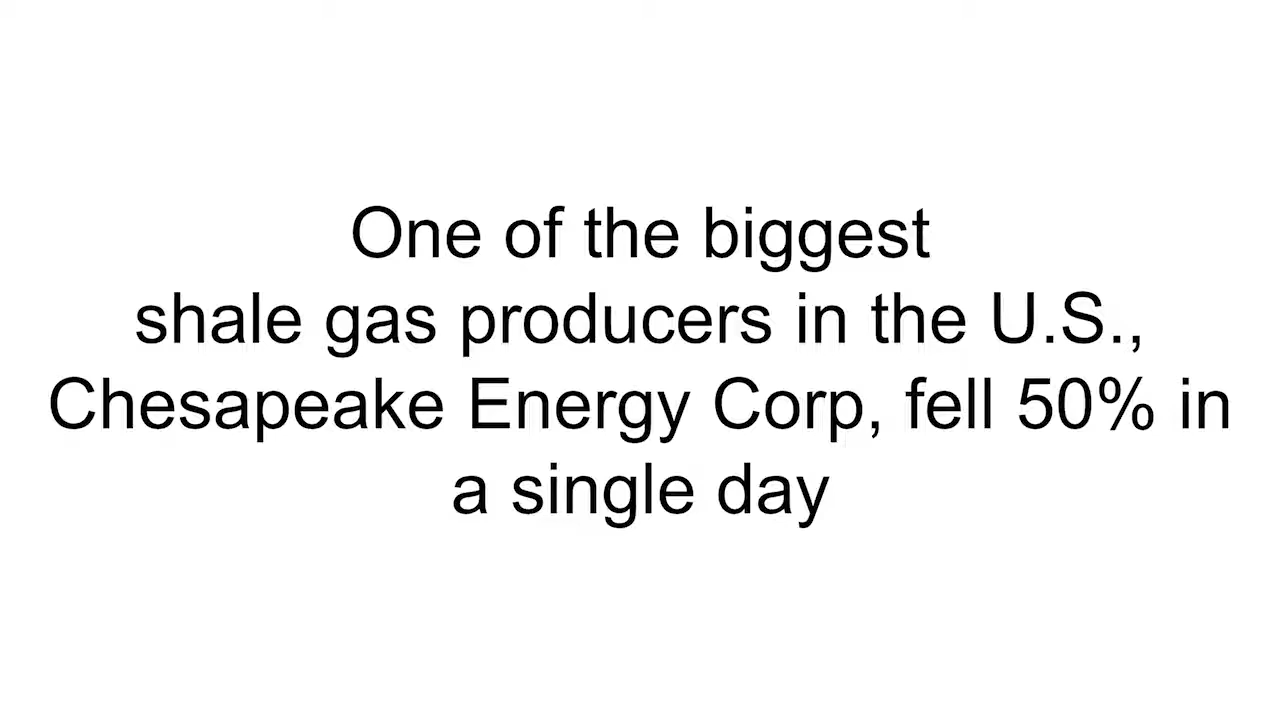 One of the biggest
shale gas producers in the U.S.,
Chesapeake Energy Corp, fell 50% in
a single day